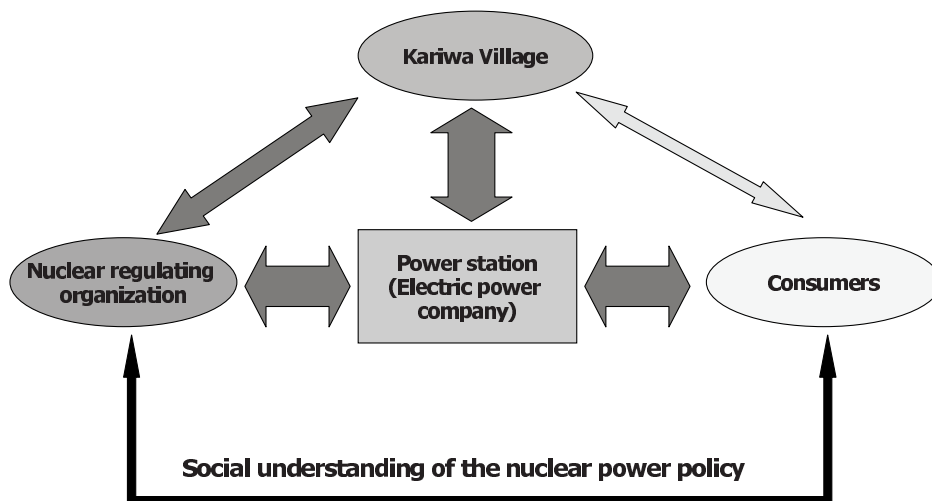 Kariwa Village
Nuclear regulating
organization
Power station
(Electric power
company)
Consumers
Social understanding of the nuclear power policy